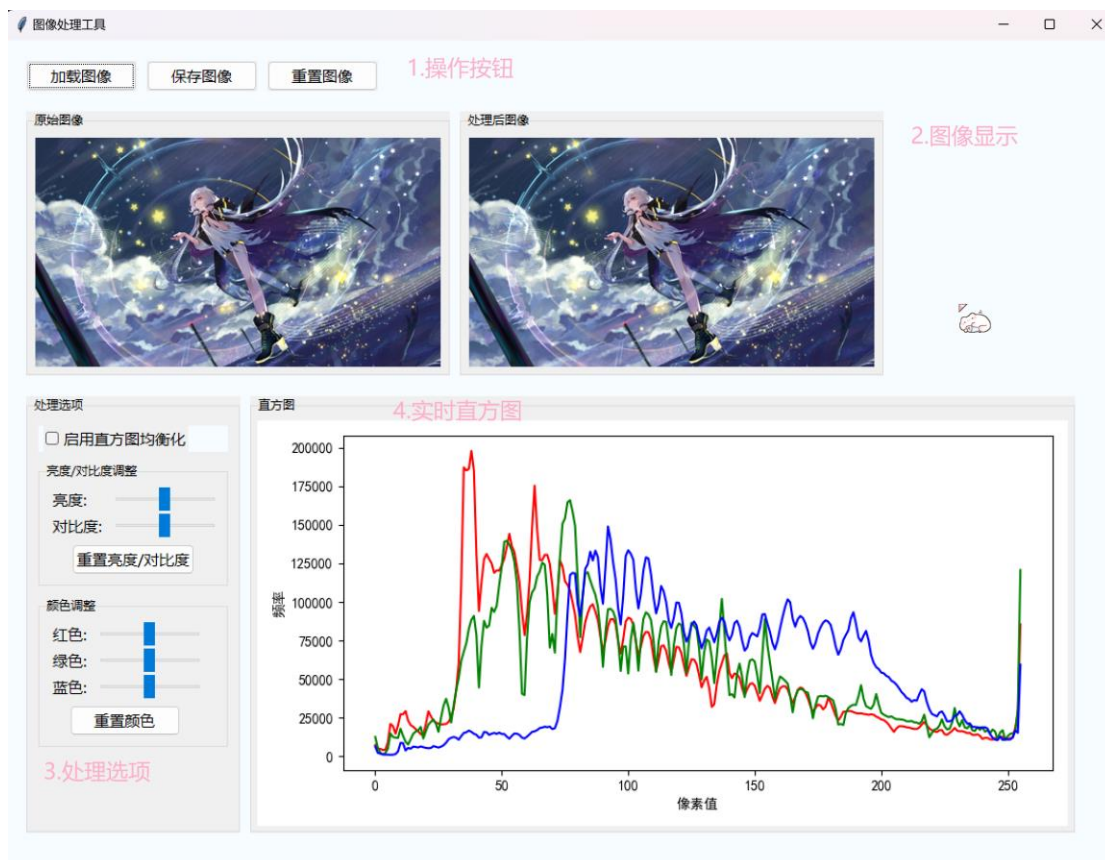 图像处理工具
加载图像 保存图像 重置图像 1.操作按钮
原始图像 处理后图像
2.图像显示
处理选项 直方图
4.实时直方图
启用直方图均衡化
亮度/对比度调整
亮度:
对比度:
重置亮度/对比度
颜色调整
红色:
绿色:
蓝色:
重置颜色
3.处理选项
200000
175000
150000
125000
100000
75000
50000
25000
0
频率
0 50 100 150 200 250
像素值